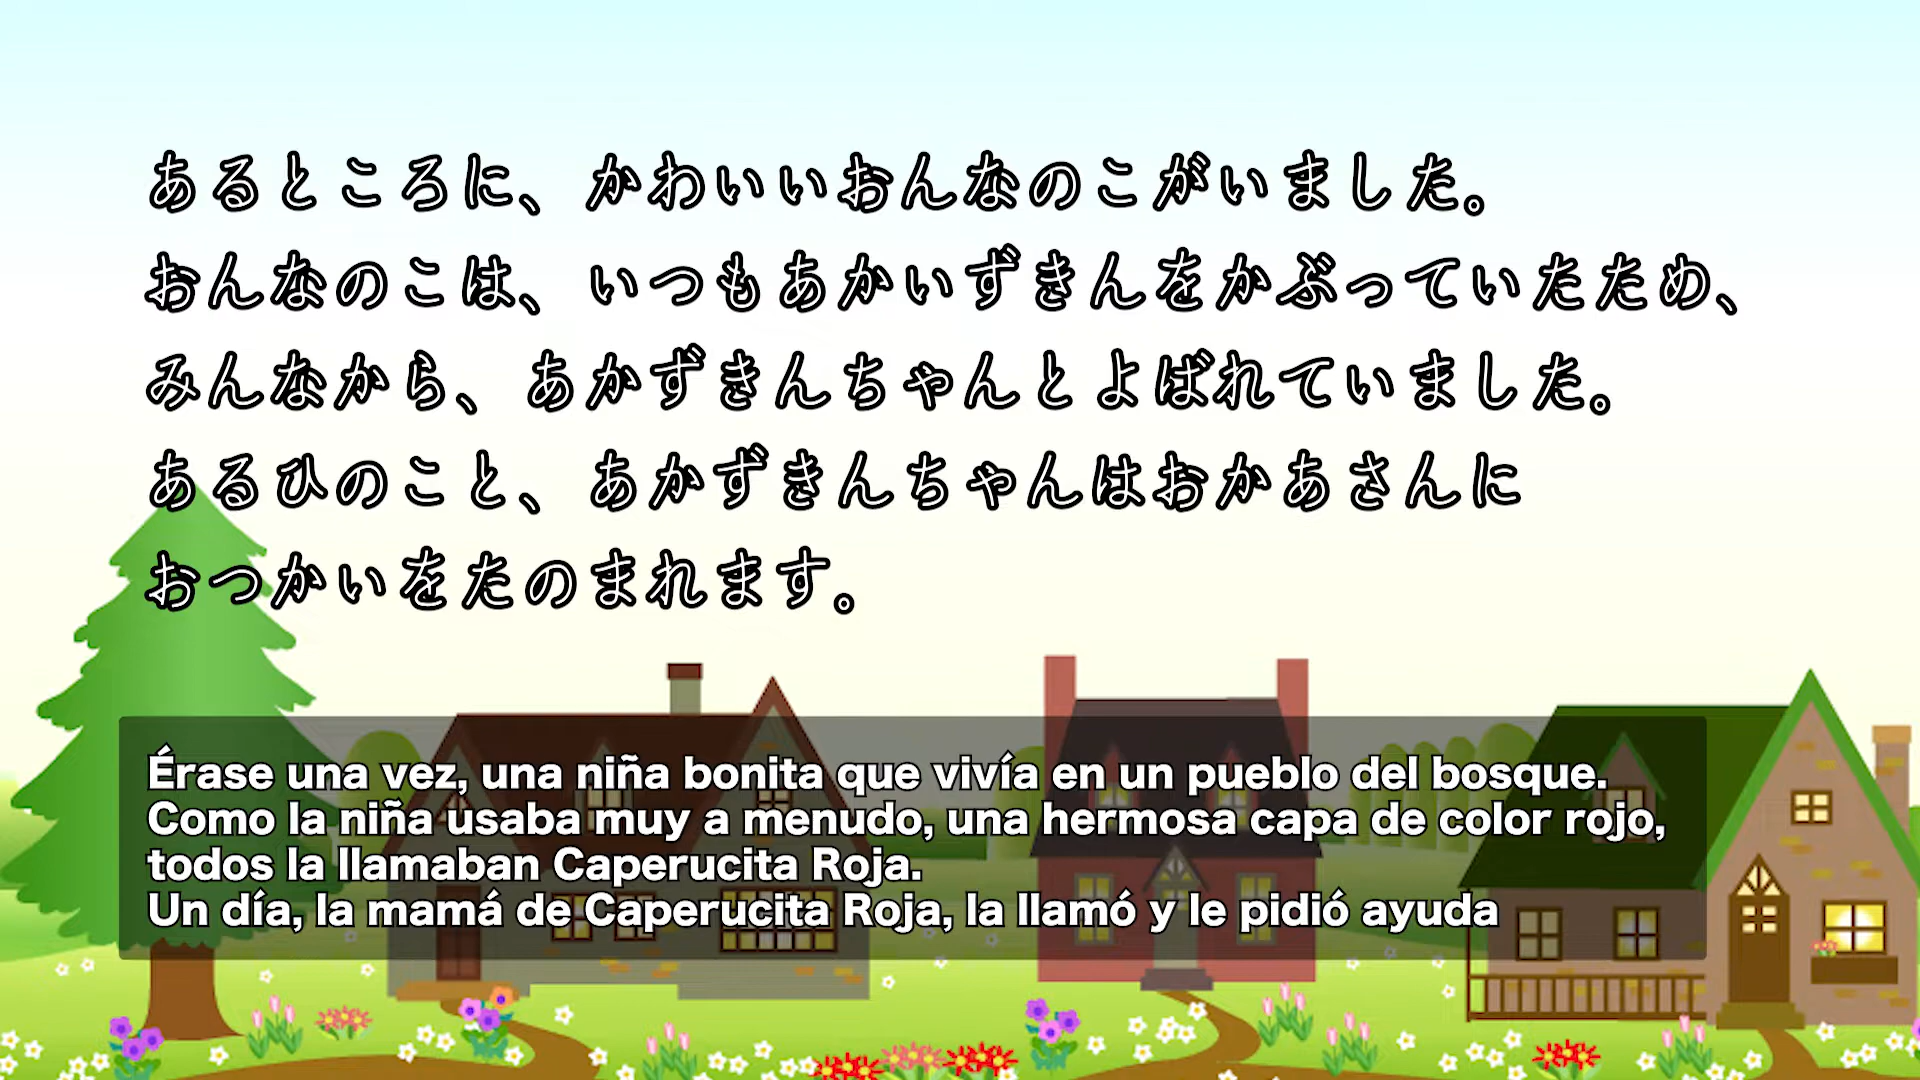 あるところに、かわいいおんなのこがいました。
おんなのこは、いつもあかいずきんをかぶっていたため、
みんなから、あかずきんちゃんとよばれていました。
あるひのこと、あかずきんちゃんはおかあさんに
おつかいをたのまれます。
Érase una vez, una niña bonita que vivía en un pueblo del bosque.
Como la niña usaba muy a menudo, una hermosa capa de color rojo,
todos la llamaban Caperucita Roja.
Un día, la mamá de Caperucita Roja, la llamó y le pidió ayuda